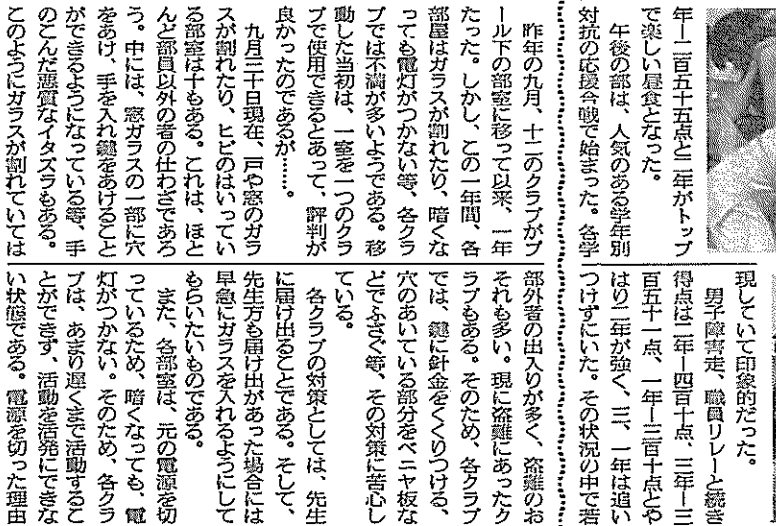 年―二百五十五点と二年がトップ
で楽しい昼食となった。
午後の部は、人気のある学年別
対抗の応援合戦で始まった。各学
現していて印象的だった。
男子障害走、職員リレーと続き
得点は二年―四百十点、三年―三
百五十一点、一年―三百十点とや
はり二年が強く、三、一年は追い
つけずにいた。その状況の中で若
昨年の九月、十二のクラブがプ
ール下の部室に移って以来、一年
たった。しかし、この一年間、各
部屋はガラスが割れたり、暗くな
っても電灯がつかない等、各クラ
ブでは不満が多いようである。移
動した当初は、一室を一つのクラ
ブで使用できるとあって、評判が
良かったのであるが……。
九月三十日現在、戸や窓のガラ
スが割れたり、ヒビのはいってい
る部室は十もある。これは、ほと
んど部員以外の者の仕わざであろ
う。中には、窓ガラスの一部に穴
をあけ、手を入れ鍵をあけること
ができるようになっている等、手
のこんだ悪質なイタズラもある。
このようにガラスが割れていては
部外者の出入りが多く、盗難のお
それも多い。現に盗難にあったク
ラブもある。そのため、各クラブ
では、鍵に針金をくくりつける、
穴のあいている部分をベニヤ板な
どでふさぐ等、その対策に苦心し
ている。
各クラブの対策としては、先生
に届け出ることである。そして、
先生方も届け出があった場合には
早急にガラスを入れるようにして
もらいたいものである。
また、各部室は、元の電源を切
っているため、暗くなっても、電
灯がつかない。そのため、各クラ
ブは、あまり遅くまで活動するこ
とができず、活動を活発にできな
い状態である。電源を切った理由